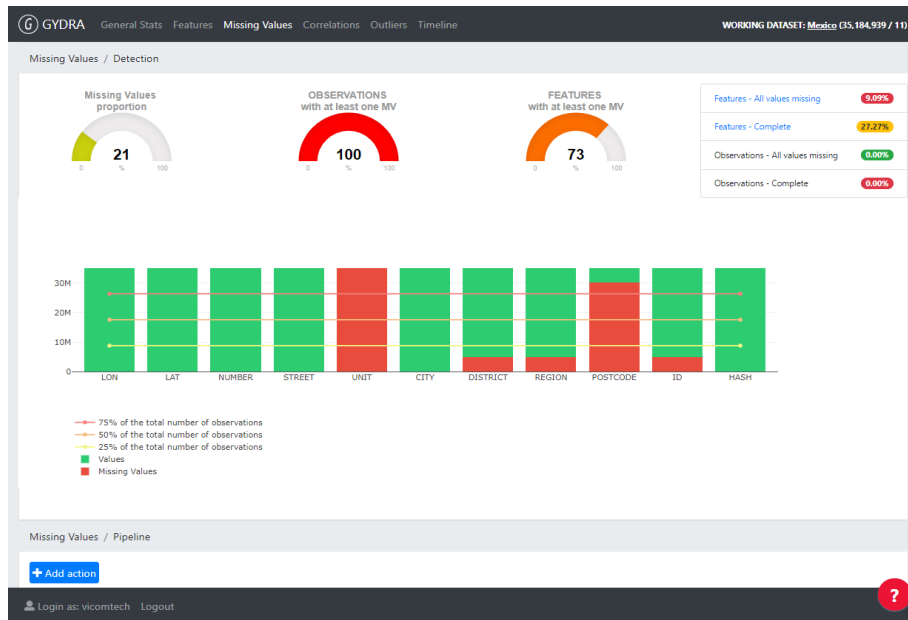 GYDRA General Stats Features Missing Values Correlations Outliers Timeline WORKING DATASET: Mexico (35,184,939 / 11)
Missing Values / Detection
Missing Values
proportion
21
0 % 100
OBSERVATIONS
with at least one MV
100
0 % 100
FEATURES
with at least one MV
73
0 % 100
Features - All values missing 9.09%
Features - Complete 27.27%
Observations - All values missing 0.00%
Observations - Complete 0.00%
30M
20M
10M
0
LON LAT NUMBER STREET UNIT CITY DISTRICT REGION POSTCODE ID HASH
75% of the total number of observations
50% of the total number of observations
25% of the total number of observations
Values
Missing Values
Missing Values / Pipeline
+ Add action
Login as: vicomtech Logout
?